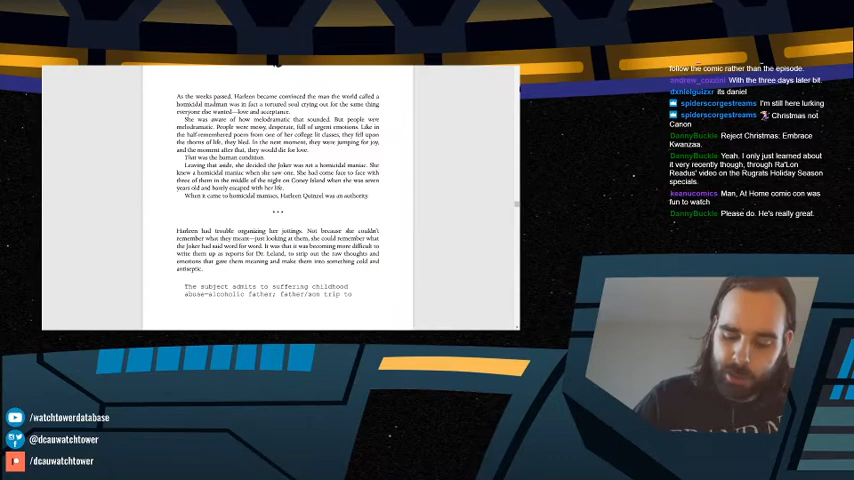 As the weeks passed, Harleen became convinced the man the world called a
homicidal madman was in fact a tortured soul crying out for the same thing
everyone else wanted—love and acceptance.
She was aware of how melodramatic that sounded. But people were
melodramatic. People were messy, desperate, full of urgent emotions. Like in
the half-remembered poem from one of her college lit classes, they fell upon
the thorns of life, they bled. In the next moment, they were jumping for joy,
and the moment after that, they would die for love.
That was the human condition.
Leaving that aside, she decided the Joker was not a homicidal maniac. She
knew a homicidal maniac when she saw one. She had come face to face with
three of them in the middle of the night on Coney Island when she was seven
years old and barely escaped with her life.
When it came to homicidal maniacs, Harleen Quinzel was an authority.
• • •
Harleen had trouble organizing her jottings. Not because she couldn't
remember what they meant—just looking at them, she could remember what
the Joker had said word for word. It was that it was becoming more difficult to
write them up as reports for Dr. Leland, to strip out the raw thoughts and
emotions that gave them meaning and make them into something cold and
antiseptic.
The subject admits to suffering childhood
abuse—alcoholic father; father/son trip to
follow the comic rather than the episode.
andrew_cozzini: With the three days later bit.
its daniel
spiderscorgestreams: I'm still here lurking
spiderscorgestreams: Christmas not
Canon
DannyBuckle: Reject Christmas: Embrace
Kwanzaa.
DannyBuckle: Yeah. I only just learned about
it very recently though, through Ra'Lon
Readus' video on the Rugrats Holiday Season
specials.
keanucomics: Man, At Home comic con was
fun to watch
DannyBuckle: Please do. He's really great.
/watchtowerdatabase
@dcauwatchtower
/dcauwatchtower